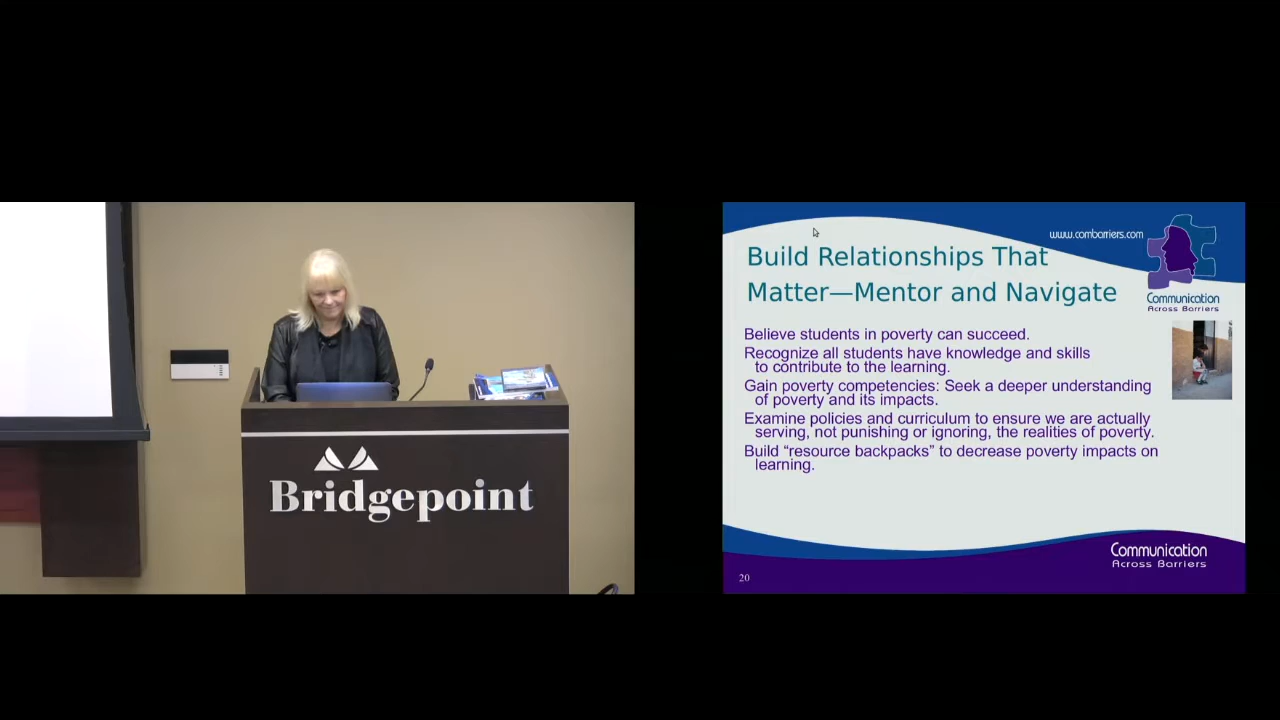 Bridgepoint
www.combarriers.com
Communication
Across Barriers
Build Relationships That
Matter—Mentor and Navigate
Believe students in poverty can succeed.
Recognize all students have knowledge and skills
to contribute to the learning.
Gain poverty competencies: Seek a deeper understanding
of poverty and its impacts.
Examine policies and curriculum to ensure we are actually
serving, not punishing or ignoring, the realities of poverty.
Build “resource backpacks” to decrease poverty impacts on
learning.
Communication
Across Barriers
20